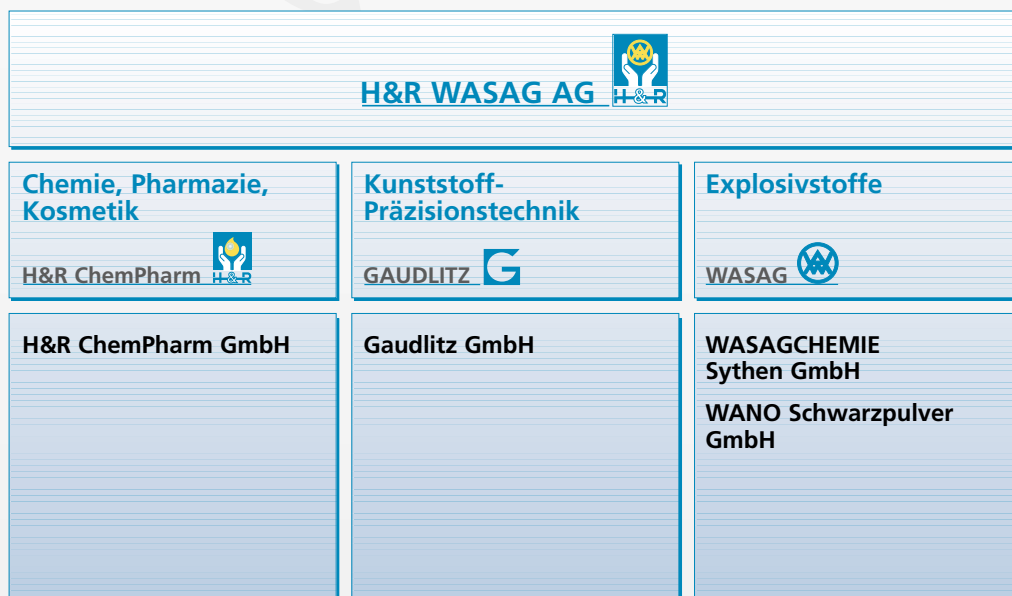 H&R WASAG AG
H&R
Chemie, Pharmazie,
Kosmetik
H&R ChemPharm
H&R
Kunststoff-
Präzisionstechnik
GAUDLITZ G
Explosivstoffe
WASAG
H&R ChemPharm GmbH
Gaudlitz GmbH
WASAGCHEMIE
Sythen GmbH
WANO Schwarzpulver
GmbH